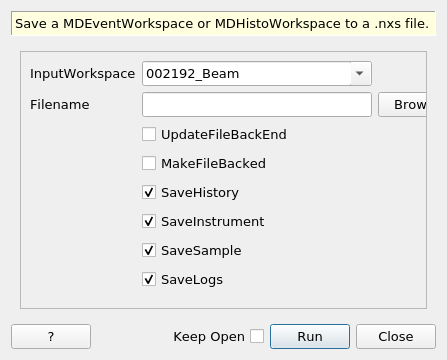 Save a MDEventWorkspace or MDHistoWorkspace to a .nxs file.
InputWorkspace 002192_Beam
Filename Brow
UpdateFileBackEnd
MakeFileBacked
SaveHistory
SaveInstrument
SaveSample
SaveLogs
? Keep Open Run Close